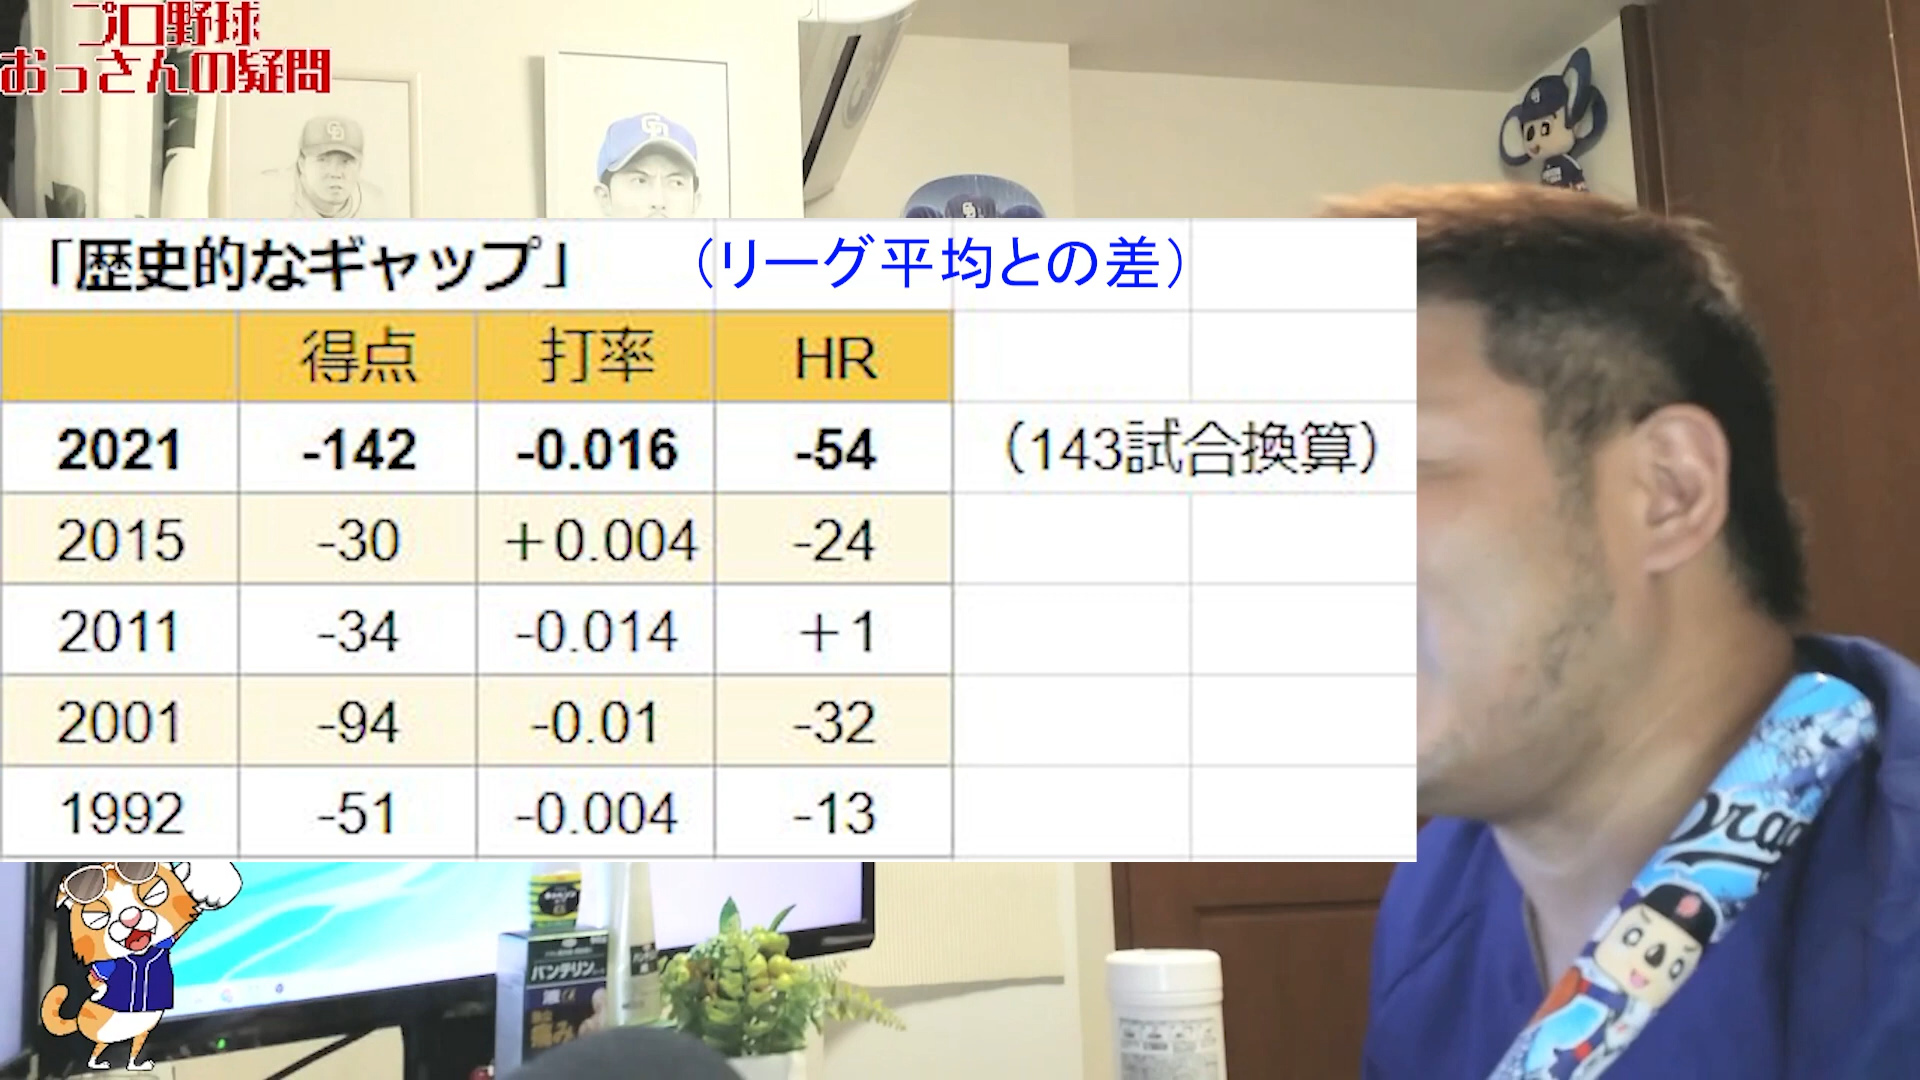 プロ野球
おっさんの疑問
「歴史的なギャップ」 （リーグ平均との差）
得点 打率 HR
2021 -142 -0.016 -54 （143試合換算）
2015 -30 +0.004 -24
2011 -34 -0.014 +1
2001 -94 -0.01 -32
1992 -51 -0.004 -13
バンテリン